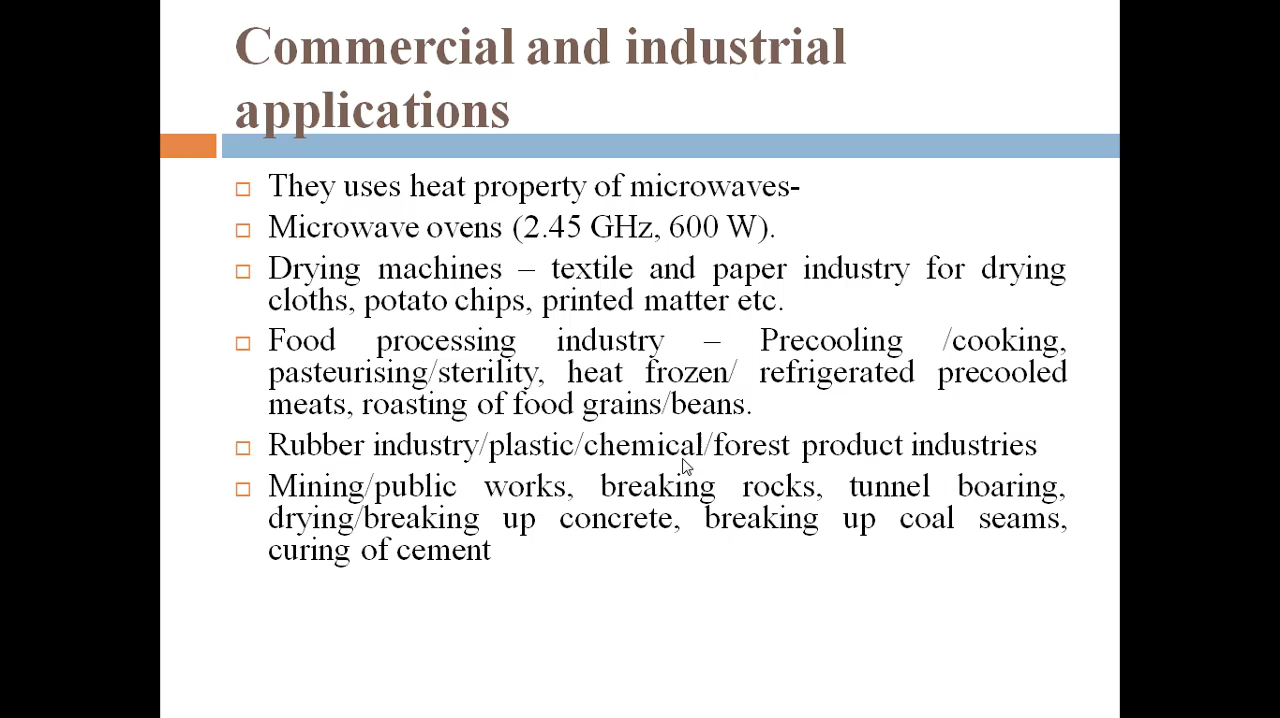 Commercial and industrial
applications
They uses heat property of microwaves-
Microwave ovens (2.45 GHz, 600 W).
Drying machines – textile and paper industry for drying
cloths, potato chips, printed matter etc.
Food processing industry – Precooling /cooking,
pasteurising/sterility, heat frozen/ refrigerated precooled
meats, roasting of food grains/beans.
Rubber industry/plastic/chemical/forest product industries
Mining/public works, breaking rocks, tunnel boaring,
drying/breaking up concrete, breaking up coal seams,
curing of cement